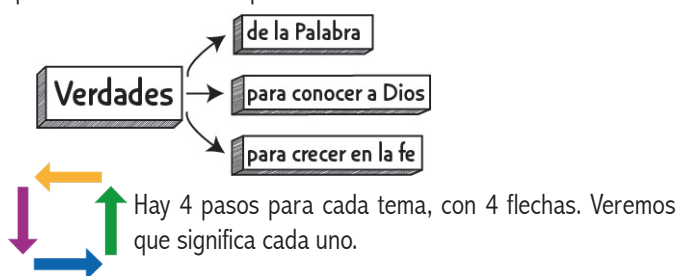 de la Palabra
Verdades
para conocer a Dios
para crecer en la fe
Hay 4 pasos para cada tema, con 4 flechas. Veremos
que significa cada uno.